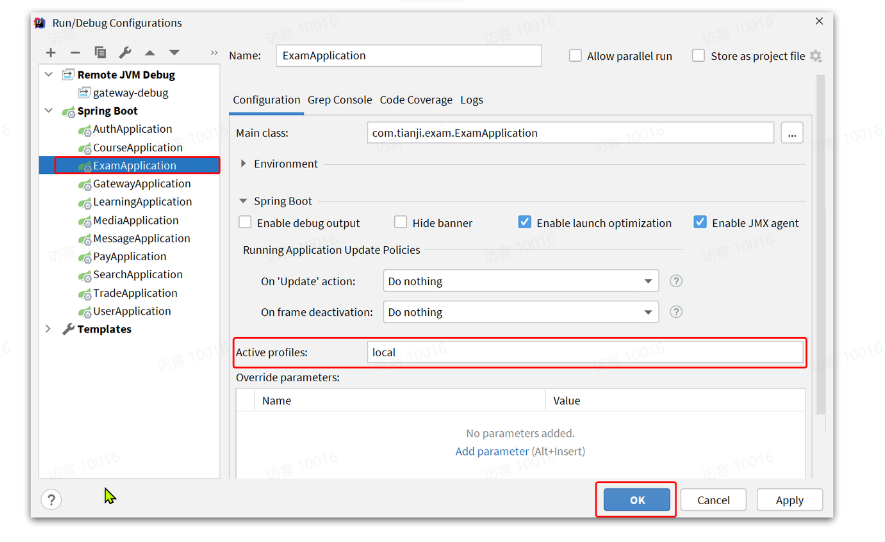 Run/Debug Configurations
Name: ExamApplication Allow parallel run Store as project file
Remote JVM Debug
gateway-debug
Spring Boot
AuthApplication
CourseApplication
ExamApplication
GatewayApplication
LearningApplication
MediaApplication
MessageApplication
PayApplication
SearchApplication
TradeApplication
UserApplication
Templates
Configuration Grep Console Code Coverage Logs
Main class: com.tianji.exam.ExamApplication ...
Environment
Spring Boot
Enable debug output Hide banner Enable launch optimization Enable JMX agent
Running Application Update Policies
On 'Update' action: Do nothing ?
On frame deactivation: Do nothing ?
Active profiles: local
Override parameters:
Name Value
No parameters added.
Add parameter (Alt+Insert)
? OK Cancel Apply
访客 10016